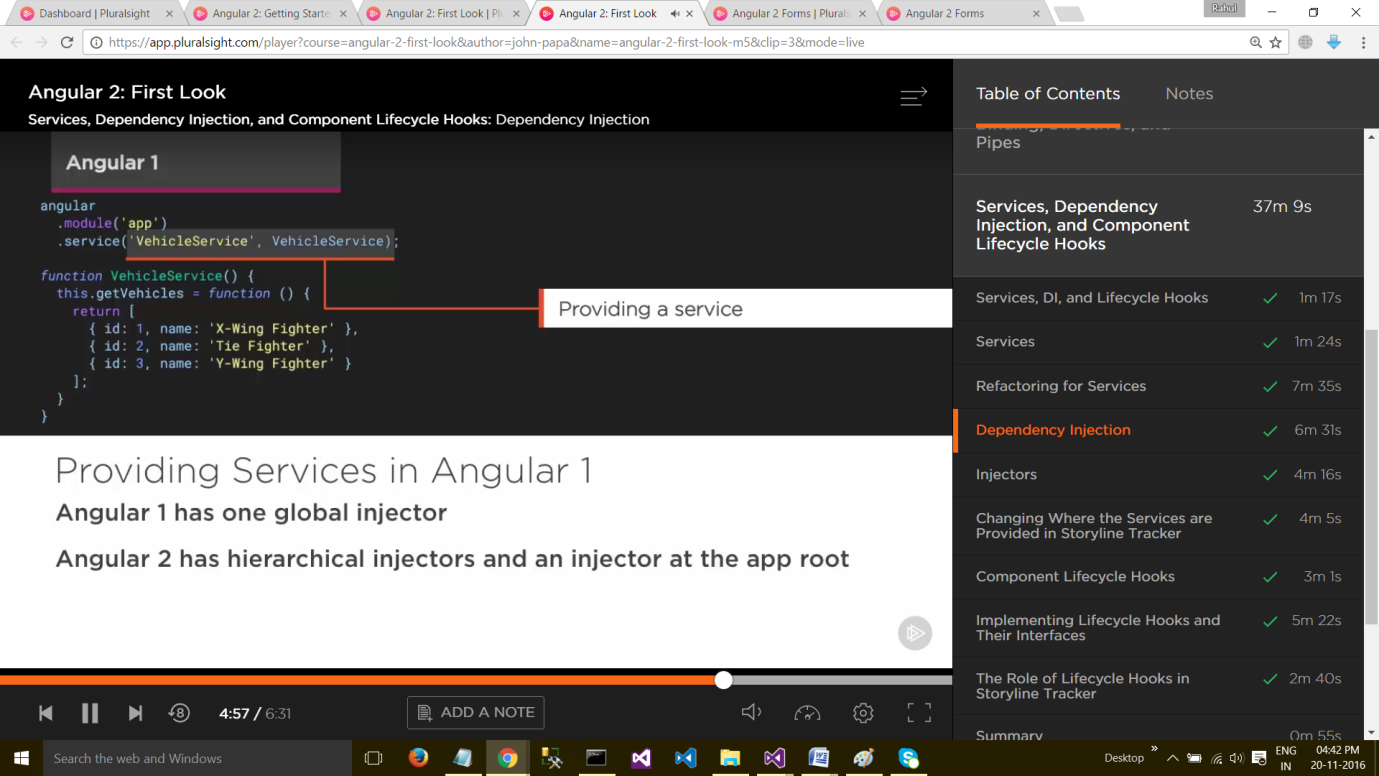 Dashboard | Pluralsight
Angular 2: Getting Starte
Angular 2: First Look | Pl
Angular 2: First Look
Angular 2 Forms | Plurals
Angular 2 Forms
Rahul
https://app.pluralsight.com/player?course=angular-2-first-look&author=john-papa&name=angular-2-first-look-m5&clip=3&mode=live
Angular 2: First Look
Services, Dependency Injection, and Component Lifecycle Hooks: Dependency Injection
Angular 1
angular
.module('app')
.service('VehicleService', VehicleService);
function VehicleService() {
this.getVehicles = function () {
return [
{ id: 1, name: 'X-Wing Fighter' },
{ id: 2, name: 'Tie Fighter' },
{ id: 3, name: 'Y-Wing Fighter' }
];
}
}
Providing a service
Providing Services in Angular 1
Angular 1 has one global injector
Angular 2 has hierarchical injectors and an injector at the app root
8
4:57 / 6:31
ADD A NOTE
Table of Contents
Notes
Binding, Directives, and
Pipes
Services, Dependency
Injection, and Component
Lifecycle Hooks
37m 9s
Services, DI, and Lifecycle Hooks 1m 17s
Services 1m 24s
Refactoring for Services 7m 35s
Dependency Injection 6m 31s
Injectors 4m 16s
Changing Where the Services are
Provided in Storyline Tracker
4m 5s
Component Lifecycle Hooks 3m 1s
Implementing Lifecycle Hooks and
Their Interfaces
5m 22s
The Role of Lifecycle Hooks in
Storyline Tracker
2m 40s
Summary 0m 55s
Search the web and Windows
Desktop
ENG
IN
04:42 PM
20-11-2016